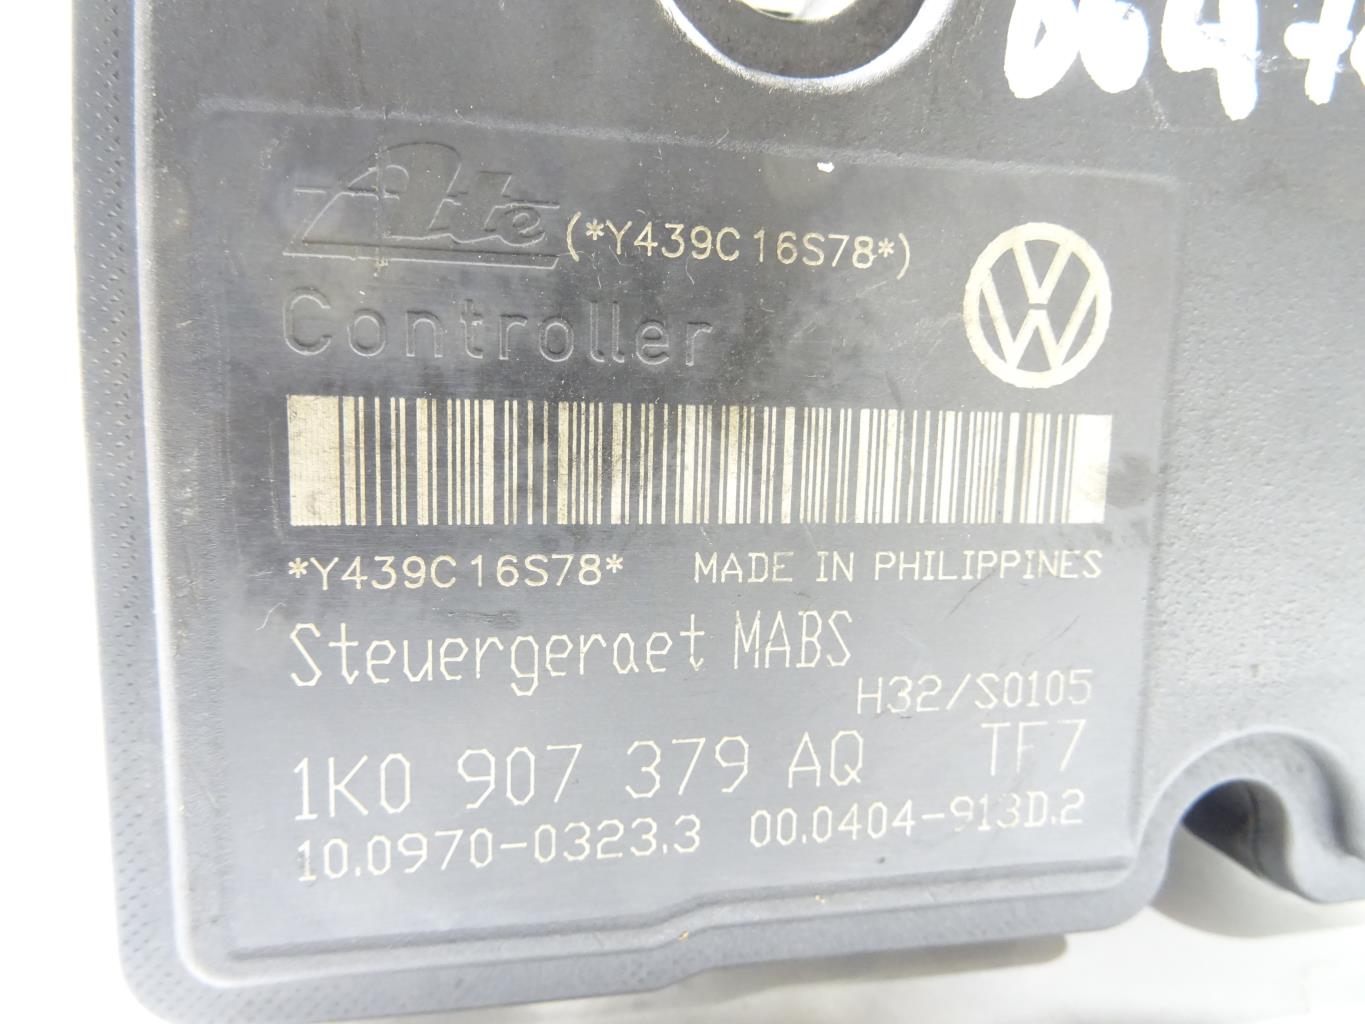 Ate (*Y439C16S78*)
Controller
*Y439C16S78* MADE IN PHILIPPINES
Steuergeraet MABS
H32/S0105
1K0 907 379 AQ TF7
10.0970-0323.3 00.0404-913D.2